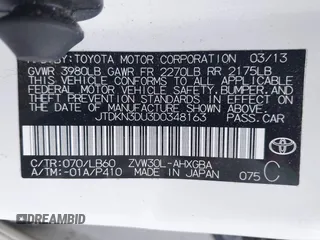 BY: TOYOTA MOTOR CORPORATION 03/13
GVWR 3980LB GAWR FR 2270LB RR 2175LB
THIS VEHICLE CONFORMS TO ALL APPLICABLE
FEDERAL MOTOR VEHICLE SAFETY, BUMPER, AND
THEFT PREVENTION STANDARDS IN EFFECT ON THE
DATE OF MANUFACTURE SHOWN ABOVE.
JTDKN3DU3D0348163 PASS.CAR
C/TR:070/LB60 ZVW30L-AHXGBA
A/TM:-01A/P410 MADE IN JAPAN
075 C
TOYOTA
DREAMBID